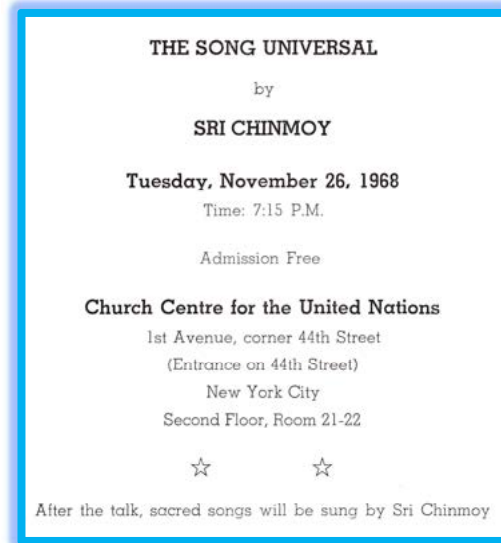 THE SONG UNIVERSAL
by
SRI CHINMOY
Tuesday, November 26, 1968
Time: 7:15 P.M.
Admission Free
Church Centre for the United Nations
1st Avenue, corner 44th Street
(Entrance on 44th Street)
New York City
Second Floor, Room 21-22
☆ ☆
After the talk, sacred songs will be sung by Sri Chinmoy